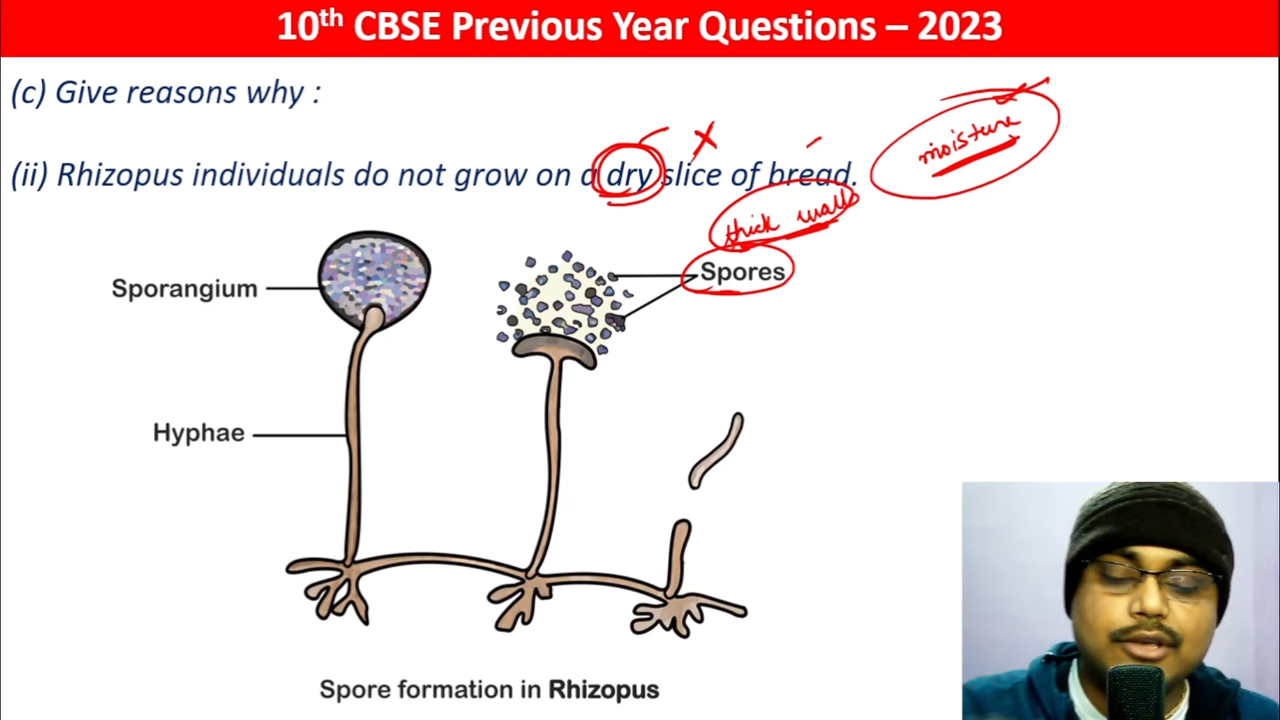 10th CBSE Previous Year Questions – 2023
(c) Give reasons why :
moisture
(ii) Rhizopus individuals do not grow on a dry slice of bread.
thick walls
Spores
Sporangium
Hyphae
Spore formation in Rhizopus